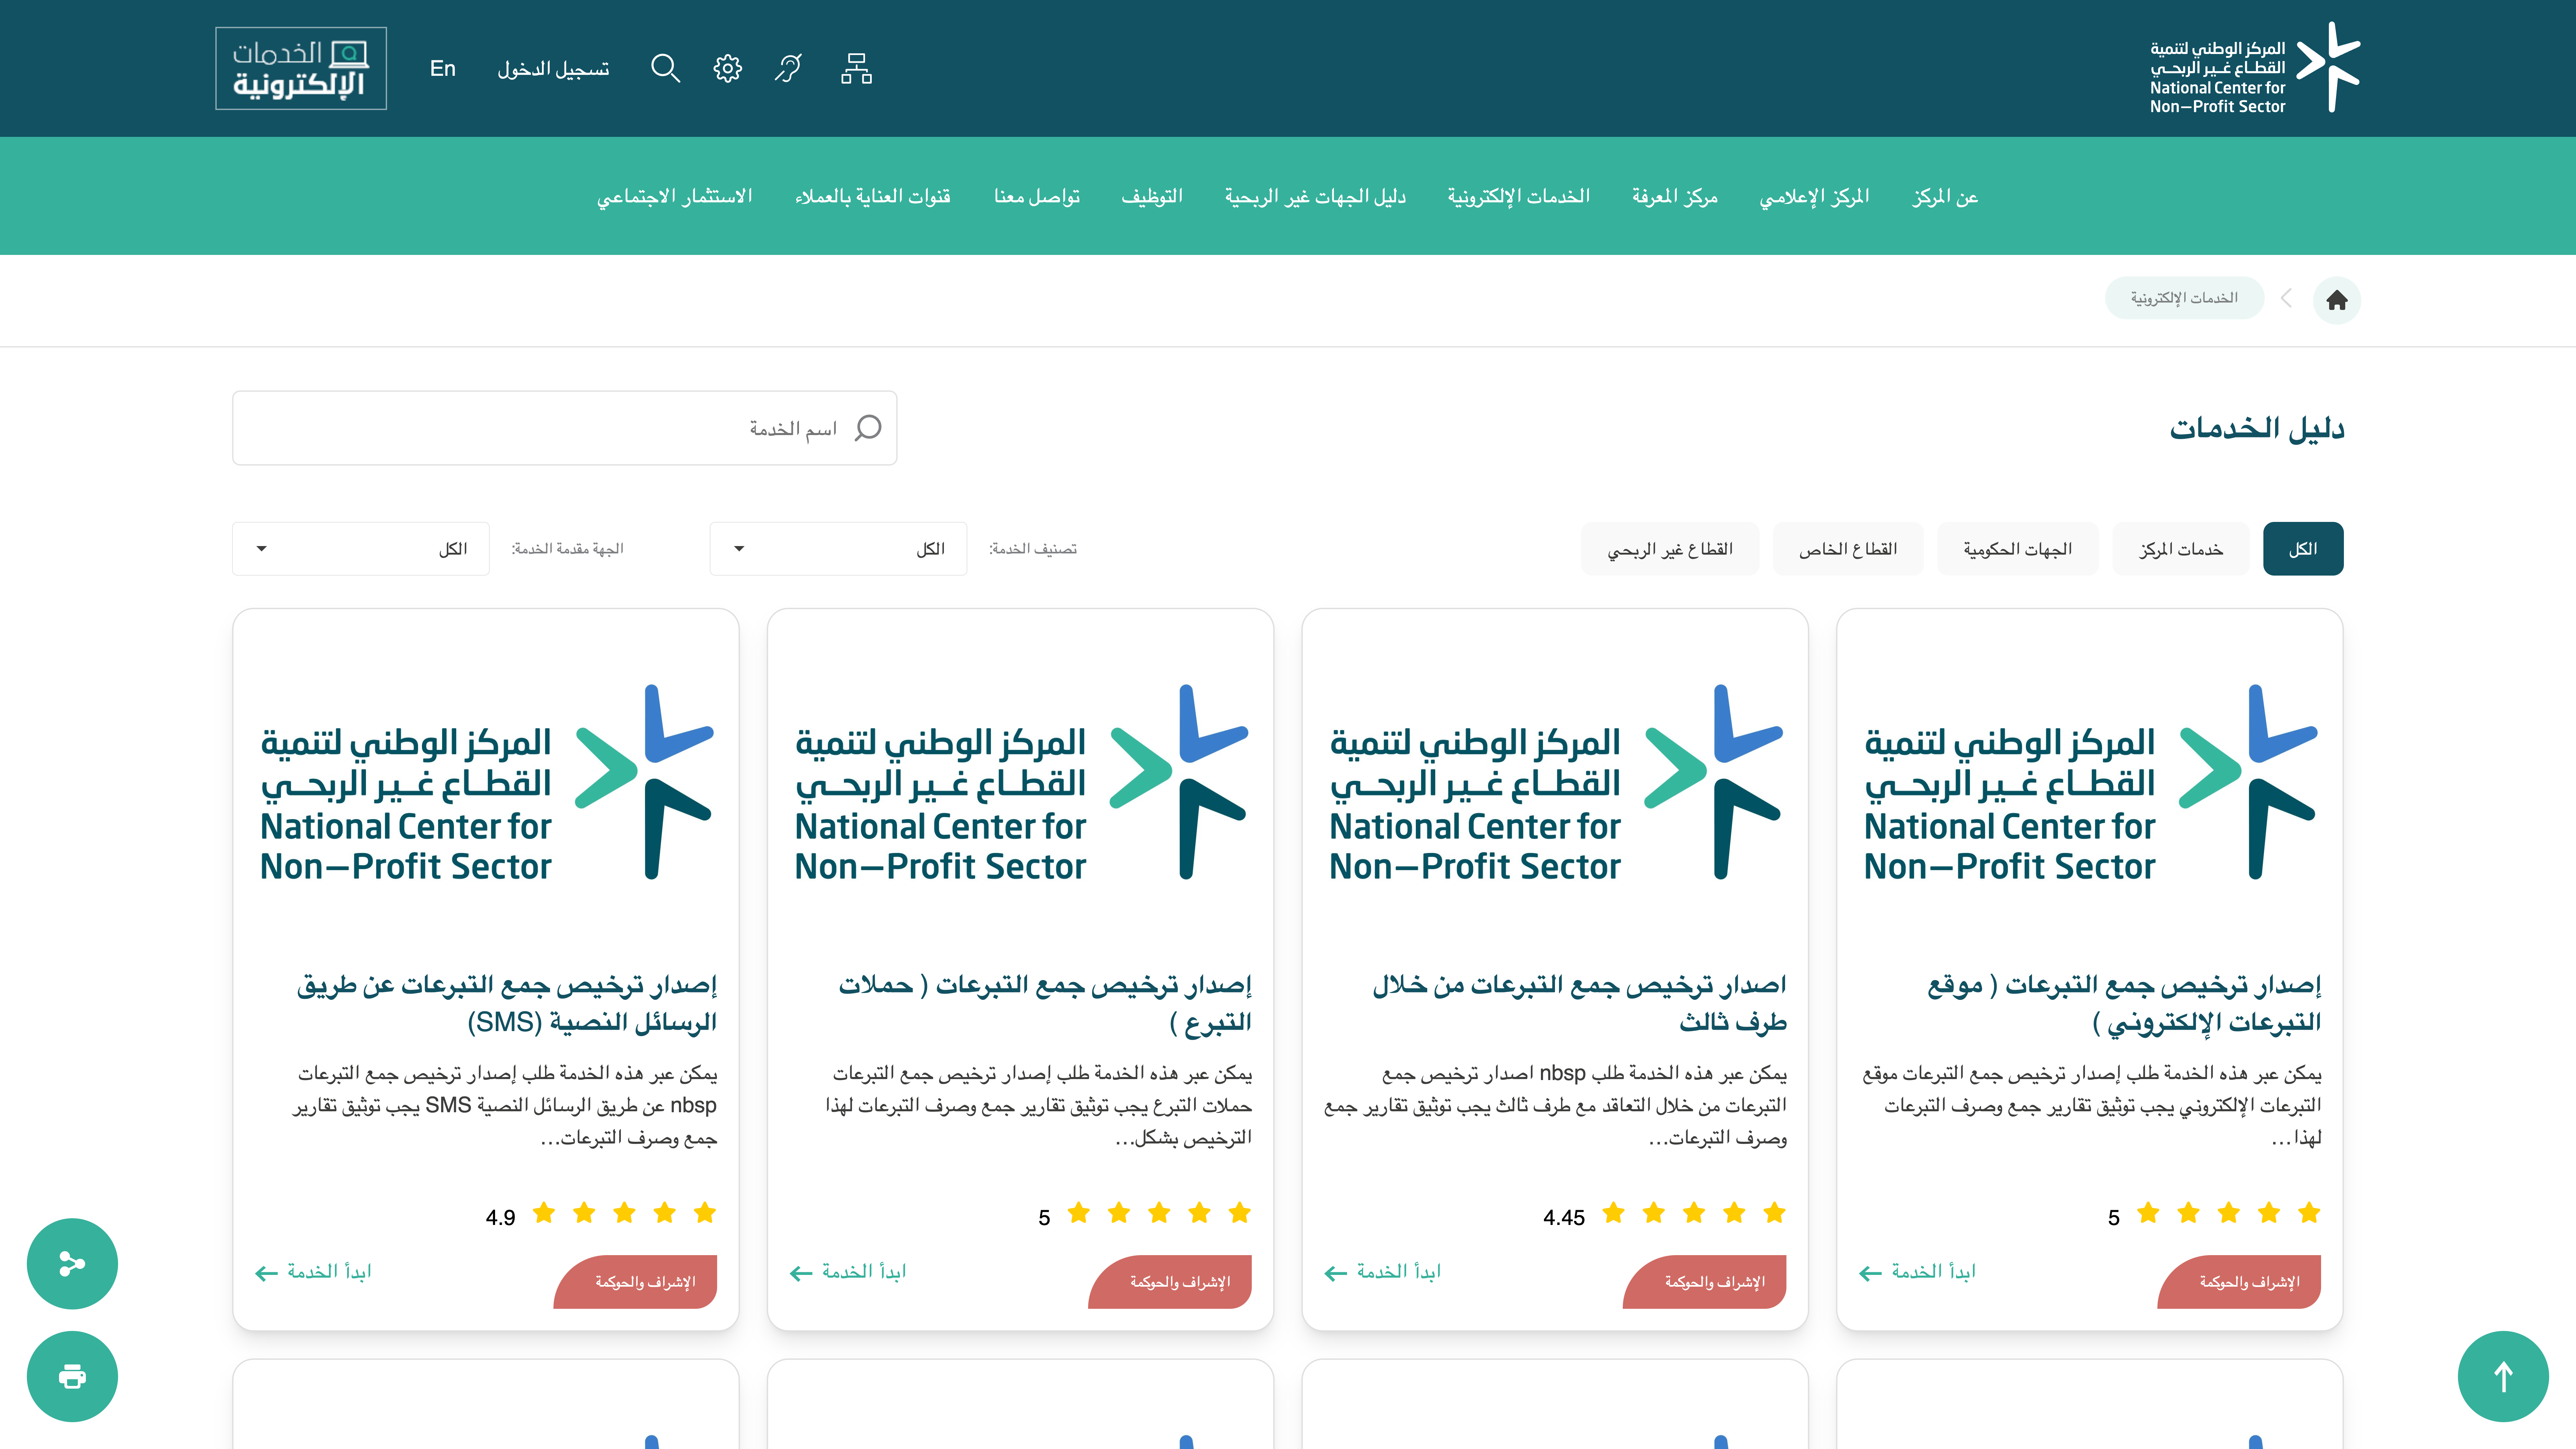 المركز الوطني لتنمية
القطاع غير الربحي
National Center for
Non–Profit Sector
تسجيل الدخول
En
الخدمات
الإلكترونية
عن المركز
المركز الإعلامي
مركز المعرفة
الخدمات الإلكترونية
دليل الجهات غير الربحية
التوظيف
تواصل معنا
قنوات العناية بالعملاء
الاستثمار الاجتماعي
الخدمات الإلكترونية
دليل الخدمات
اسم الخدمة
الكل
خدمات المركز
الجهات الحكومية
القطاع الخاص
القطاع غير الربحي
تصنيف الخدمة:
الكل
الجهة مقدمة الخدمة:
الكل
المركز الوطني لتنمية
القطاع غير الربحي
National Center for
Non–Profit Sector
إصدار ترخيص جمع التبرعات ( موقع
التبرعات الإلكتروني )
يمكن عبر هذه الخدمة طلب إصدار ترخيص جمع التبرعات موقع
التبرعات الإلكتروني يجب توثيق تقارير جمع وصرف التبرعات
لهذا...
5
الإشراف والحوكمة
ابدأ الخدمة
المركز الوطني لتنمية
القطاع غير الربحي
National Center for
Non–Profit Sector
اصدار ترخيص جمع التبرعات من خلال
طرف ثالث
يمكن عبر هذه الخدمة طلب nbsp اصدار ترخيص جمع
التبرعات من خلال التعاقد مع طرف ثالث يجب توثيق تقارير جمع
وصرف التبرعات...
4.45
الإشراف والحوكمة
ابدأ الخدمة
المركز الوطني لتنمية
القطاع غير الربحي
National Center for
Non–Profit Sector
إصدار ترخيص جمع التبرعات ( حملات
التبرع )
يمكن عبر هذه الخدمة طلب إصدار ترخيص جمع التبرعات
حملات التبرع يجب توثيق تقارير جمع وصرف التبرعات لهذا
الترخيص بشكل...
5
الإشراف والحوكمة
ابدأ الخدمة
المركز الوطني لتنمية
القطاع غير الربحي
National Center for
Non–Profit Sector
إصدار ترخيص جمع التبرعات عن طريق
الرسائل النصية (SMS)
يمكن عبر هذه الخدمة طلب إصدار ترخيص جمع التبرعات
nbsp عن طريق الرسائل النصية SMS يجب توثيق تقارير
جمع وصرف التبرعات...
4.9
الإشراف والحوكمة
ابدأ الخدمة